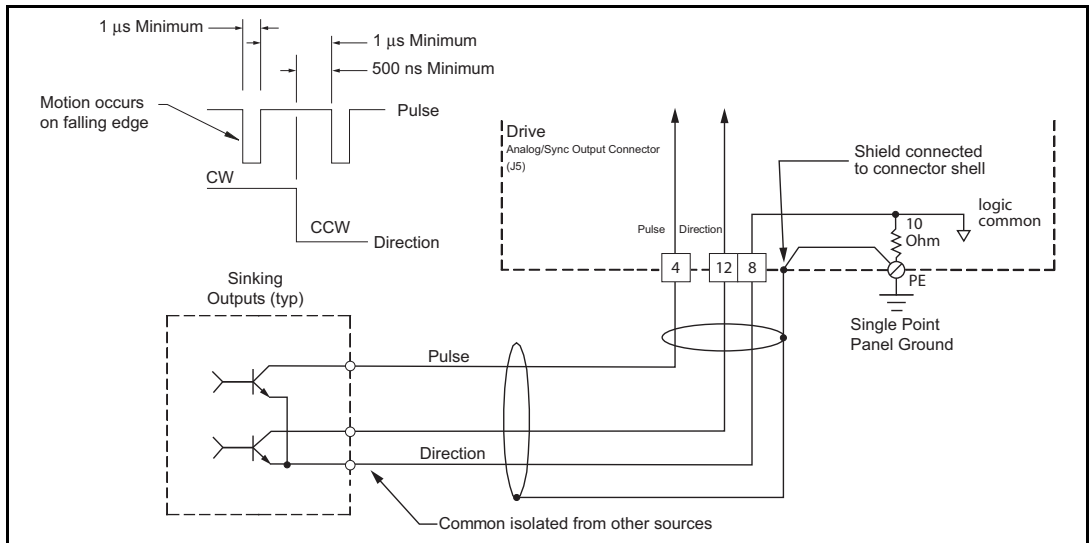 1 μs Minimum
1 μs Minimum
500 ns Minimum
Motion occurs
on falling edge
Pulse
CW
CCW
Direction
Drive
Analog/Sync Output Connector
(J5)
Shield connected
to connector shell
logic
common
10
Ohm
Pulse
Direction
4
12
8
PE
Single Point
Panel Ground
Sinking
Outputs (typ)
Pulse
Direction
Common isolated from other sources